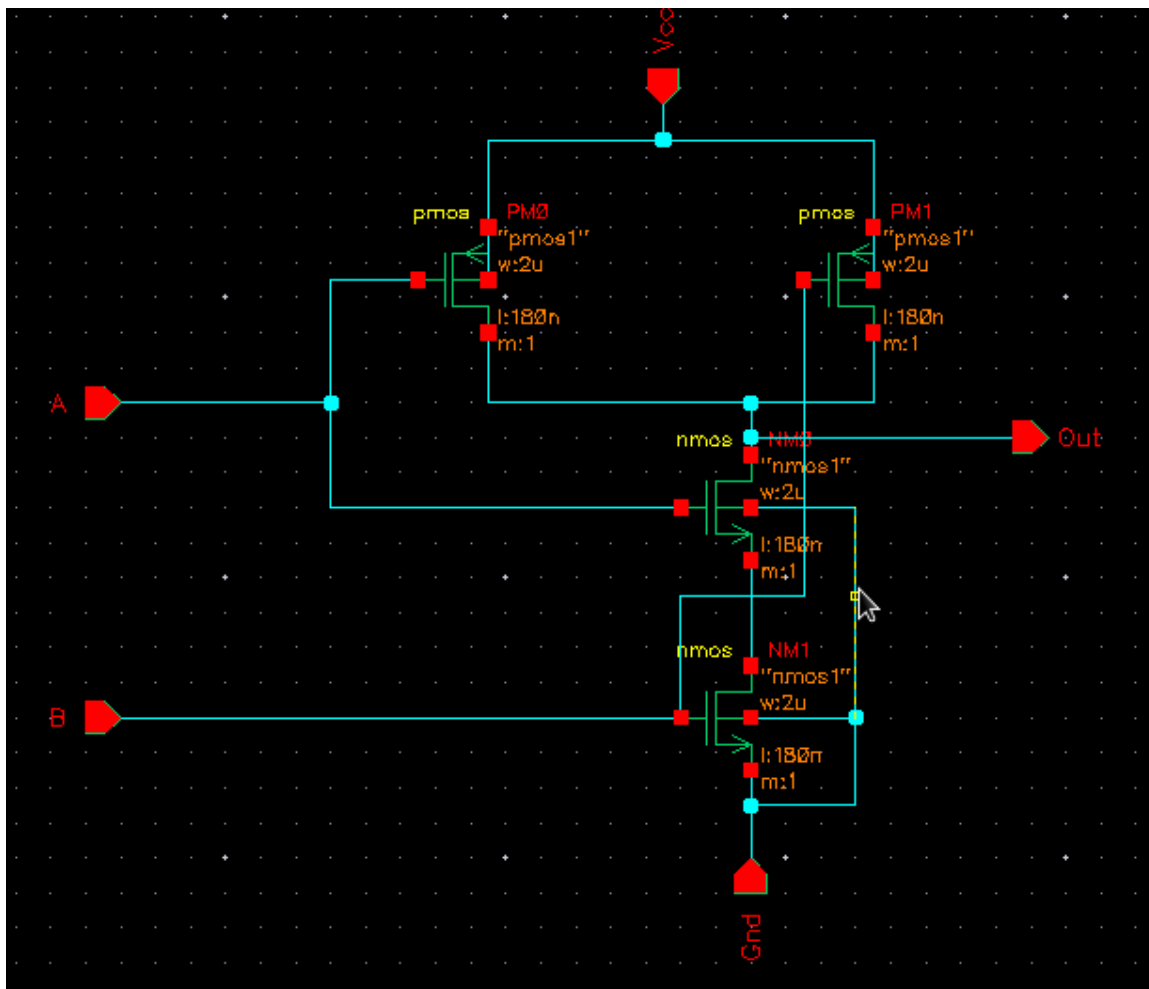 Vcc
pmos PM0
"pmos1"
w:2u
l:180n
m:1
pmos PM1
"pmos1"
w:2u
l:180n
m:1
A
nmos NM0
"nmos1"
w:2u
l:180n
m:1
Out
nmos NM1
"nmos1"
w:2u
l:180n
m:1
B
Gnd